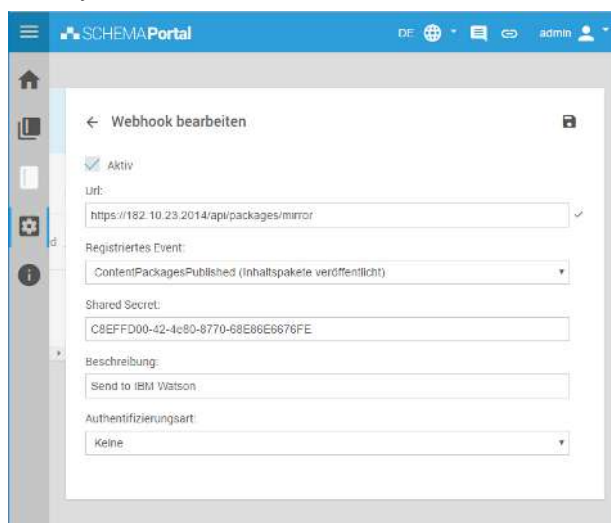 SCHEMAPortal
DE
admin
Webhook bearbeiten
Aktiv
Url:
https://182.10.23.2014/api/packages/mirror
d
Registriertes Event:
ContentPackagesPublished (Inhaltspakete veröffentlicht)
Shared Secret:
C8EFFD00-42-4c80-8770-68E86E6676FE
Beschreibung:
Send to IBM Watson
Authentifizierungsart:
Keine